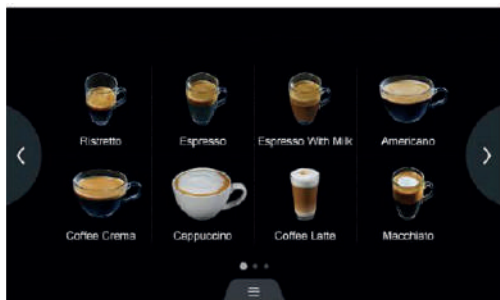 Ristretto
Espresso
Espresso With Milk
Americano
Coffee Crema
Cappuccino
Coffee Latte
Macchiato